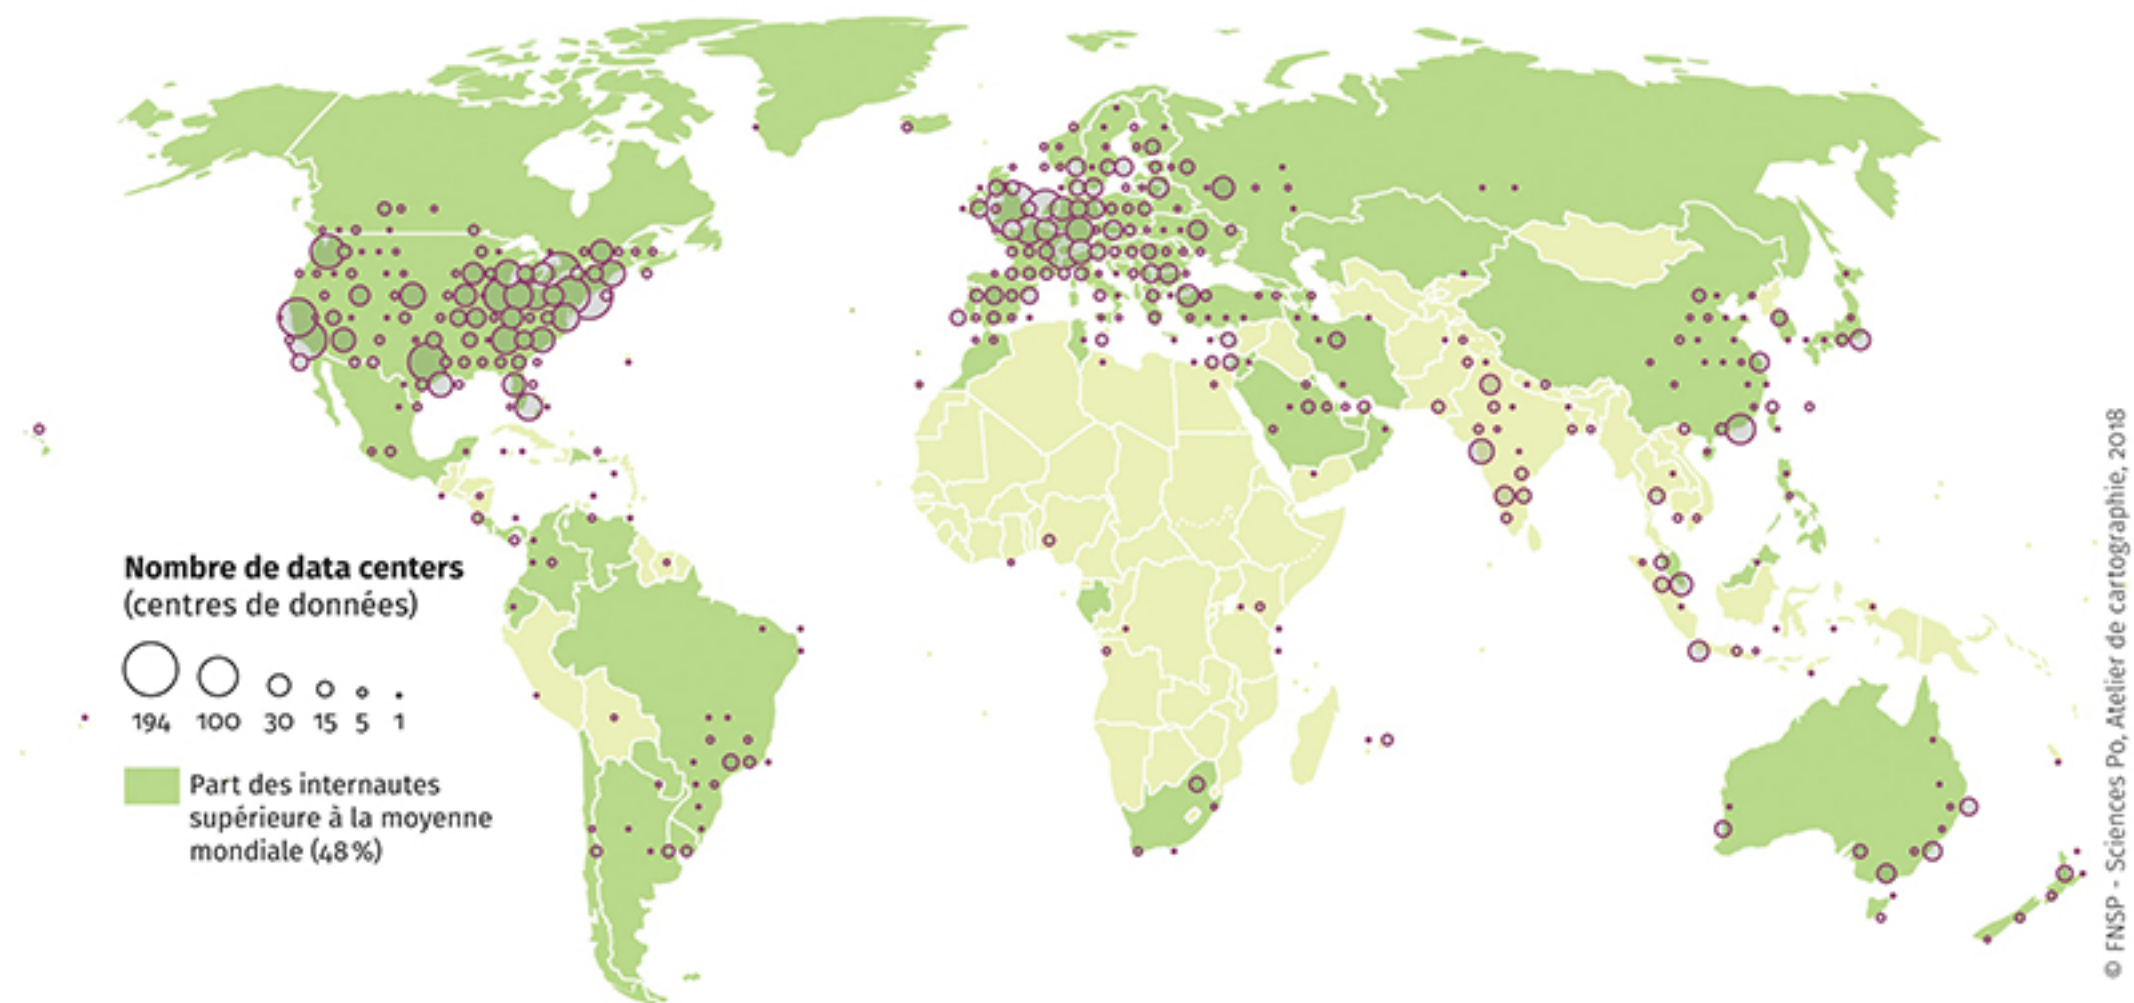 Nombre de data centers
(centres de données)
194 100 30 15 5 1
Part des internautes
supérieure à la moyenne
mondiale (48 %)
© FNSP - Sciences Po, Atelier de cartographie, 2018